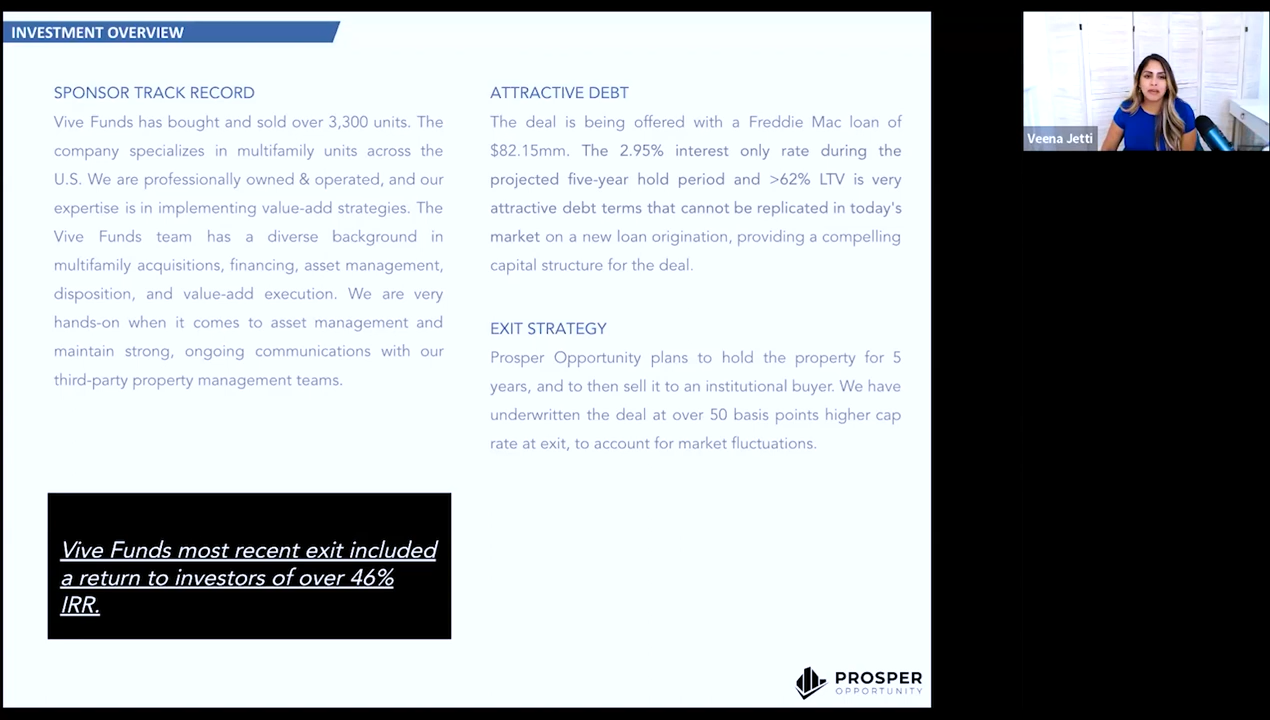 INVESTMENT OVERVIEW
SPONSOR TRACK RECORD
Vive Funds has bought and sold over 3,300 units. The
company specializes in multifamily units across the
U.S. We are professionally owned & operated, and our
expertise is in implementing value-add strategies. The
Vive Funds team has a diverse background in
multifamily acquisitions, financing, asset management,
disposition, and value-add execution. We are very
hands-on when it comes to asset management and
maintain strong, ongoing communications with our
third-party property management teams.
Vive Funds most recent exit included
a return to investors of over 46%
IRR.
ATTRACTIVE DEBT
The deal is being offered with a Freddie Mac loan of
$82.15mm. The 2.95% interest only rate during the
projected five-year hold period and >62% LTV is very
attractive debt terms that cannot be replicated in today's
market on a new loan origination, providing a compelling
capital structure for the deal.
EXIT STRATEGY
Prosper Opportunity plans to hold the property for 5
years, and to then sell it to an institutional buyer. We have
underwritten the deal at over 50 basis points higher cap
rate at exit, to account for market fluctuations.
PROSPER
OPPORTUNITY
Veena Jetti